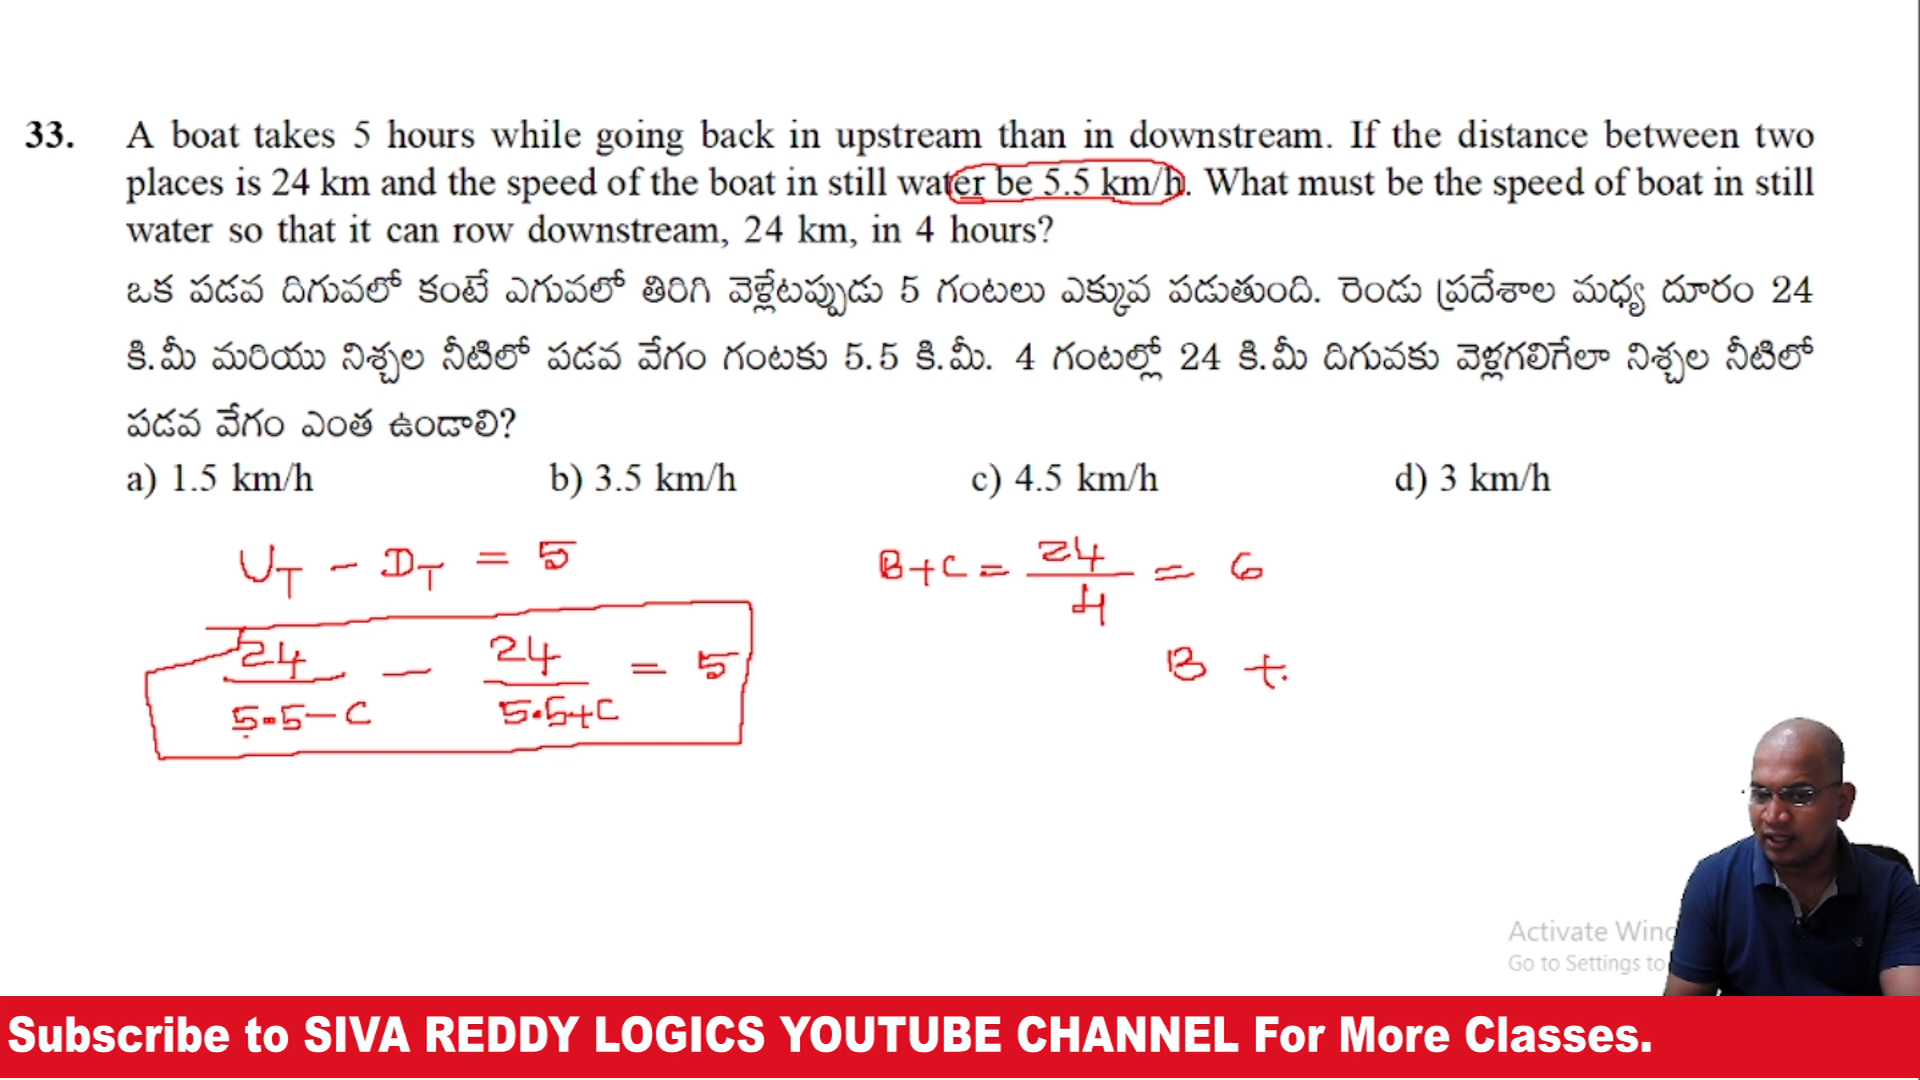 33. A boat takes 5 hours while going back in upstream than in downstream. If the distance between two
places is 24 km and the speed of the boat in still water be 5.5 km/h. What must be the speed of boat in still
water so that it can row downstream, 24 km, in 4 hours?
ఒక పడవ దిగువలో కంటే ఎగువలో తిరిగి వెళ్లేటప్పుడు 5 గంటలు ఎక్కువ పడుతుంది. రెండు ప్రదేశాల మధ్య దూరం 24
కి.మీ మరియు నిశ్చల నీటిలో పడవ వేగం గంటకు 5.5 కి.మీ. 4 గంటల్లో 24 కి.మీ దిగువకు వెళ్లగలిగేలా నిశ్చల నీటిలో
పడవ వేగం ఎంత ఉండాలి?
a) 1.5 km/h b) 3.5 km/h c) 4.5 km/h d) 3 km/h
U_T - D_T = 5
24/5.5-C - 24/5.5+C = 5
B+C = 24/4 = 6
B +
Activate Wind
Go to Settings to
Subscribe to SIVA REDDY LOGICS YOUTUBE CHANNEL For More Classes.